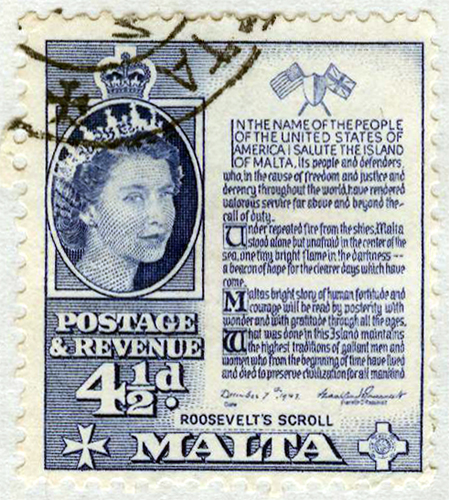 M
TA
IN THE NAME OF THE PEOPLE
OF THE UNITED STATES OF
AMERICA I SALUTE THE ISLAND
OF MALTA, its people and defenders,
who, in the cause of freedom and justice and
decency throughout the world, have rendered
valorous service far above and beyond the
call of duty.
Under repeated fire from the skies, Malta
stood alone but unafraid in the center of the
sea, one tiny bright flame in the darkness --
a beacon of hope for the clearer days which have
come.
Malta's bright story of human fortitude and
courage will be read by posterity with
wonder and with gratitude through all the ages.
What was done in this Island maintains
the highest traditions of gallant men and
women who from the beginning of time have lived
and died to preserve civilization for all mankind
December 7th 1943
Date
POSTAGE
& REVENUE
4½d.
ROOSEVELT'S SCROLL
MALTA